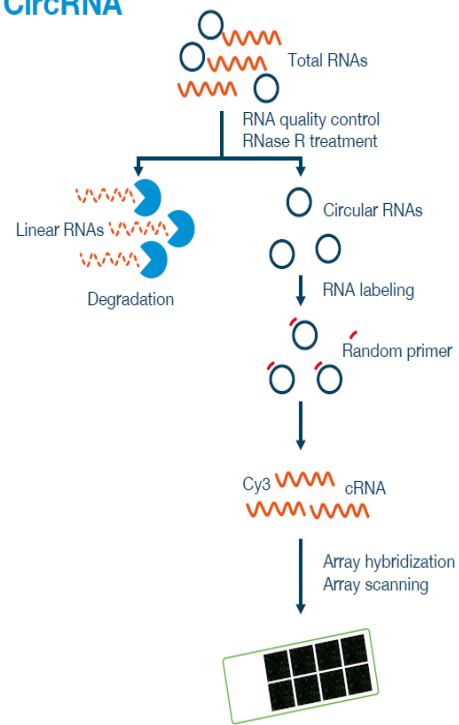 CircRNA
Total RNAs
RNA quality control
RNase R treatment
Linear RNAs
Circular RNAs
Degradation
RNA labeling
Random primer
Cy3
cRNA
Array hybridization
Array scanning